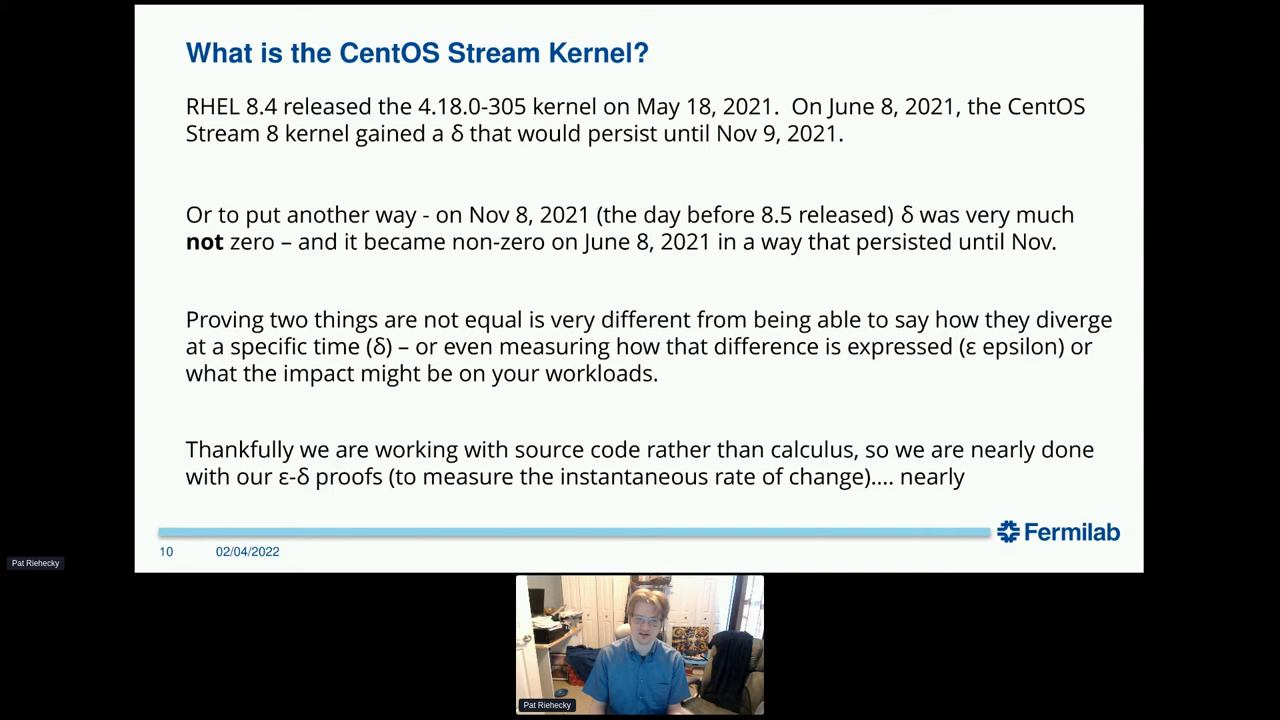 What is the CentOS Stream Kernel?
RHEL 8.4 released the 4.18.0-305 kernel on May 18, 2021.  On June 8, 2021, the CentOS
Stream 8 kernel gained a δ that would persist until Nov 9, 2021.
Or to put another way - on Nov 8, 2021 (the day before 8.5 released) δ was very much
not zero – and it became non-zero on June 8, 2021 in a way that persisted until Nov.
Proving two things are not equal is very different from being able to say how they diverge
at a specific time (δ) – or even measuring how that difference is expressed (ε epsilon) or
what the impact might be on your workloads.
Thankfully we are working with source code rather than calculus, so we are nearly done
with our ε-δ proofs (to measure the instantaneous rate of change)…. nearly
Fermilab
10 02/04/2022
Pat Riehecky
Pat Riehecky